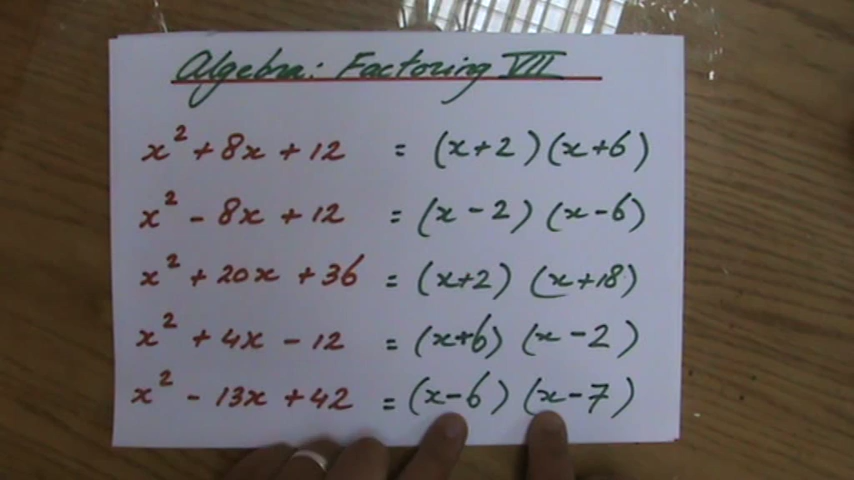 Algebra: Factoring VII
x² + 8x + 12 = (x+2)(x+6)
x² - 8x + 12 = (x-2)(x-6)
x² + 20x + 36 = (x+2)(x+18)
x² + 4x - 12 = (x+6)(x-2)
x² - 13x + 42 = (x-6)(x-7)